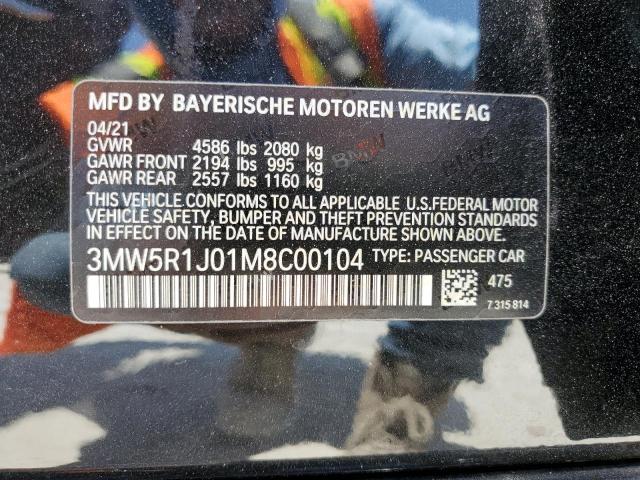 MFD BY BAYERISCHE MOTOREN WERKE AG
04/21
GVWR 4586 lbs 2080 kg
GAWR FRONT 2194 lbs 995 kg
GAWR REAR 2557 lbs 1160 kg
THIS VEHICLE CONFORMS TO ALL APPLICABLE U.S.FEDERAL MOTOR
VEHICLE SAFETY, BUMPER AND THEFT PREVENTION STANDARDS
IN EFFECT ON THE DATE OF MANUFACTURE SHOWN ABOVE.
3MW5R1J01M8C00104 TYPE: PASSENGER CAR
475
7 315 814